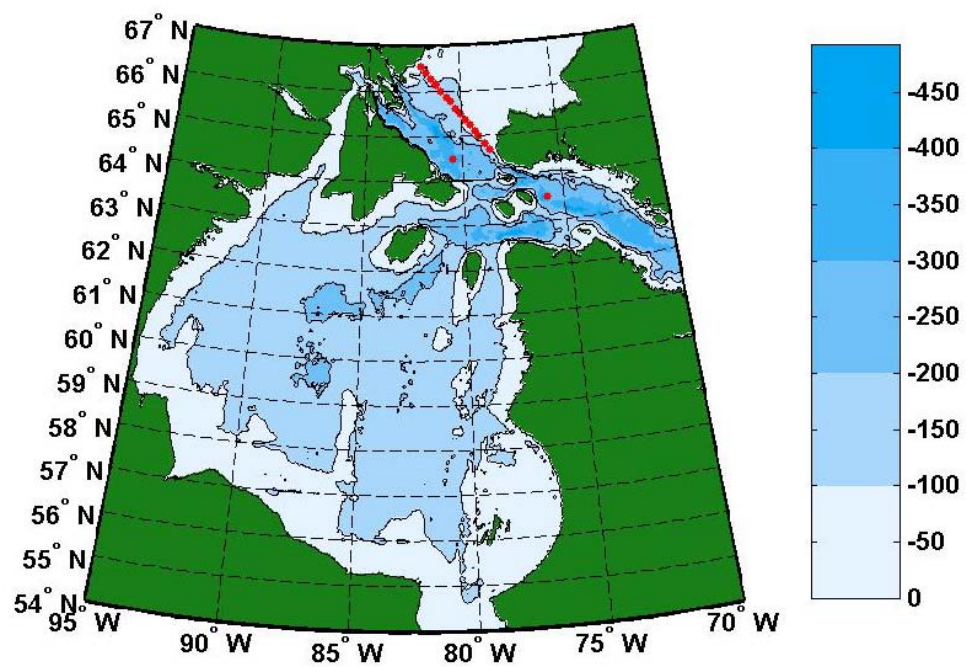 67° N
66° N
65° N
64° N
63° N
62° N
61° N
60° N
59° N
58° N
57° N
56° N
55° N
54° N
95° W
90° W
85° W
80° W
75° W
70° W
-450
-400
-350
-300
-250
-200
-150
-100
-50
0